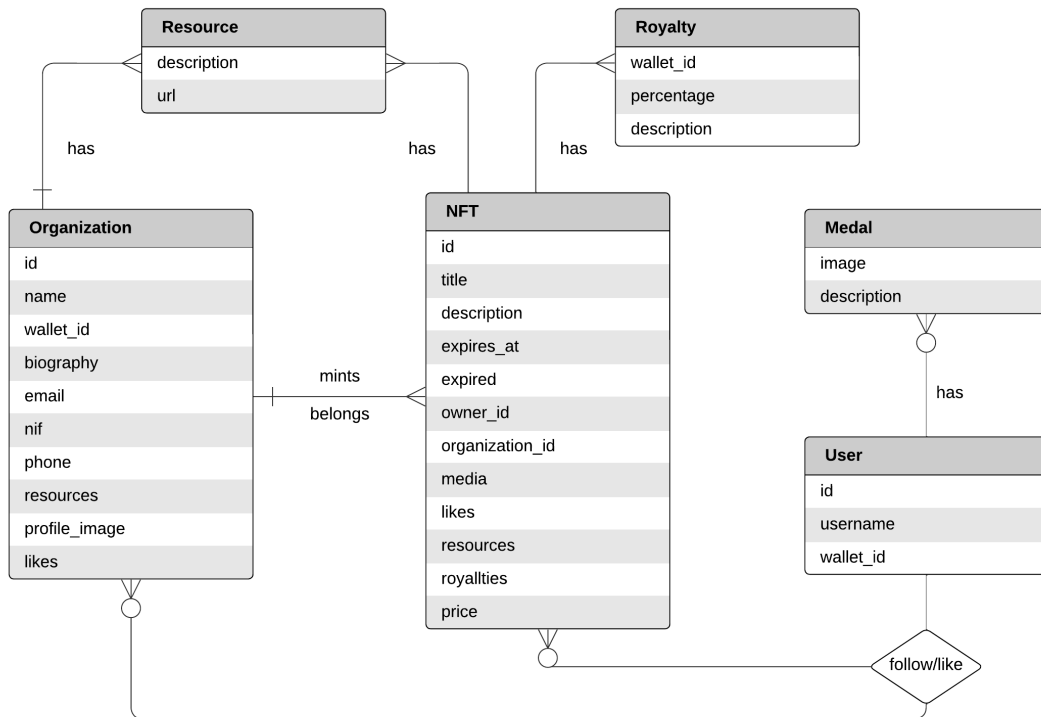 Resource
description
url
Royalty
wallet_id
percentage
description
has
has
has
Organization
id
name
wallet_id
biography
email
nif
phone
resources
profile_image
likes
mints
belongs
NFT
id
title
description
expires_at
expired
owner_id
organization_id
media
likes
resources
royallties
price
Medal
image
description
has
User
id
username
wallet_id
follow/like